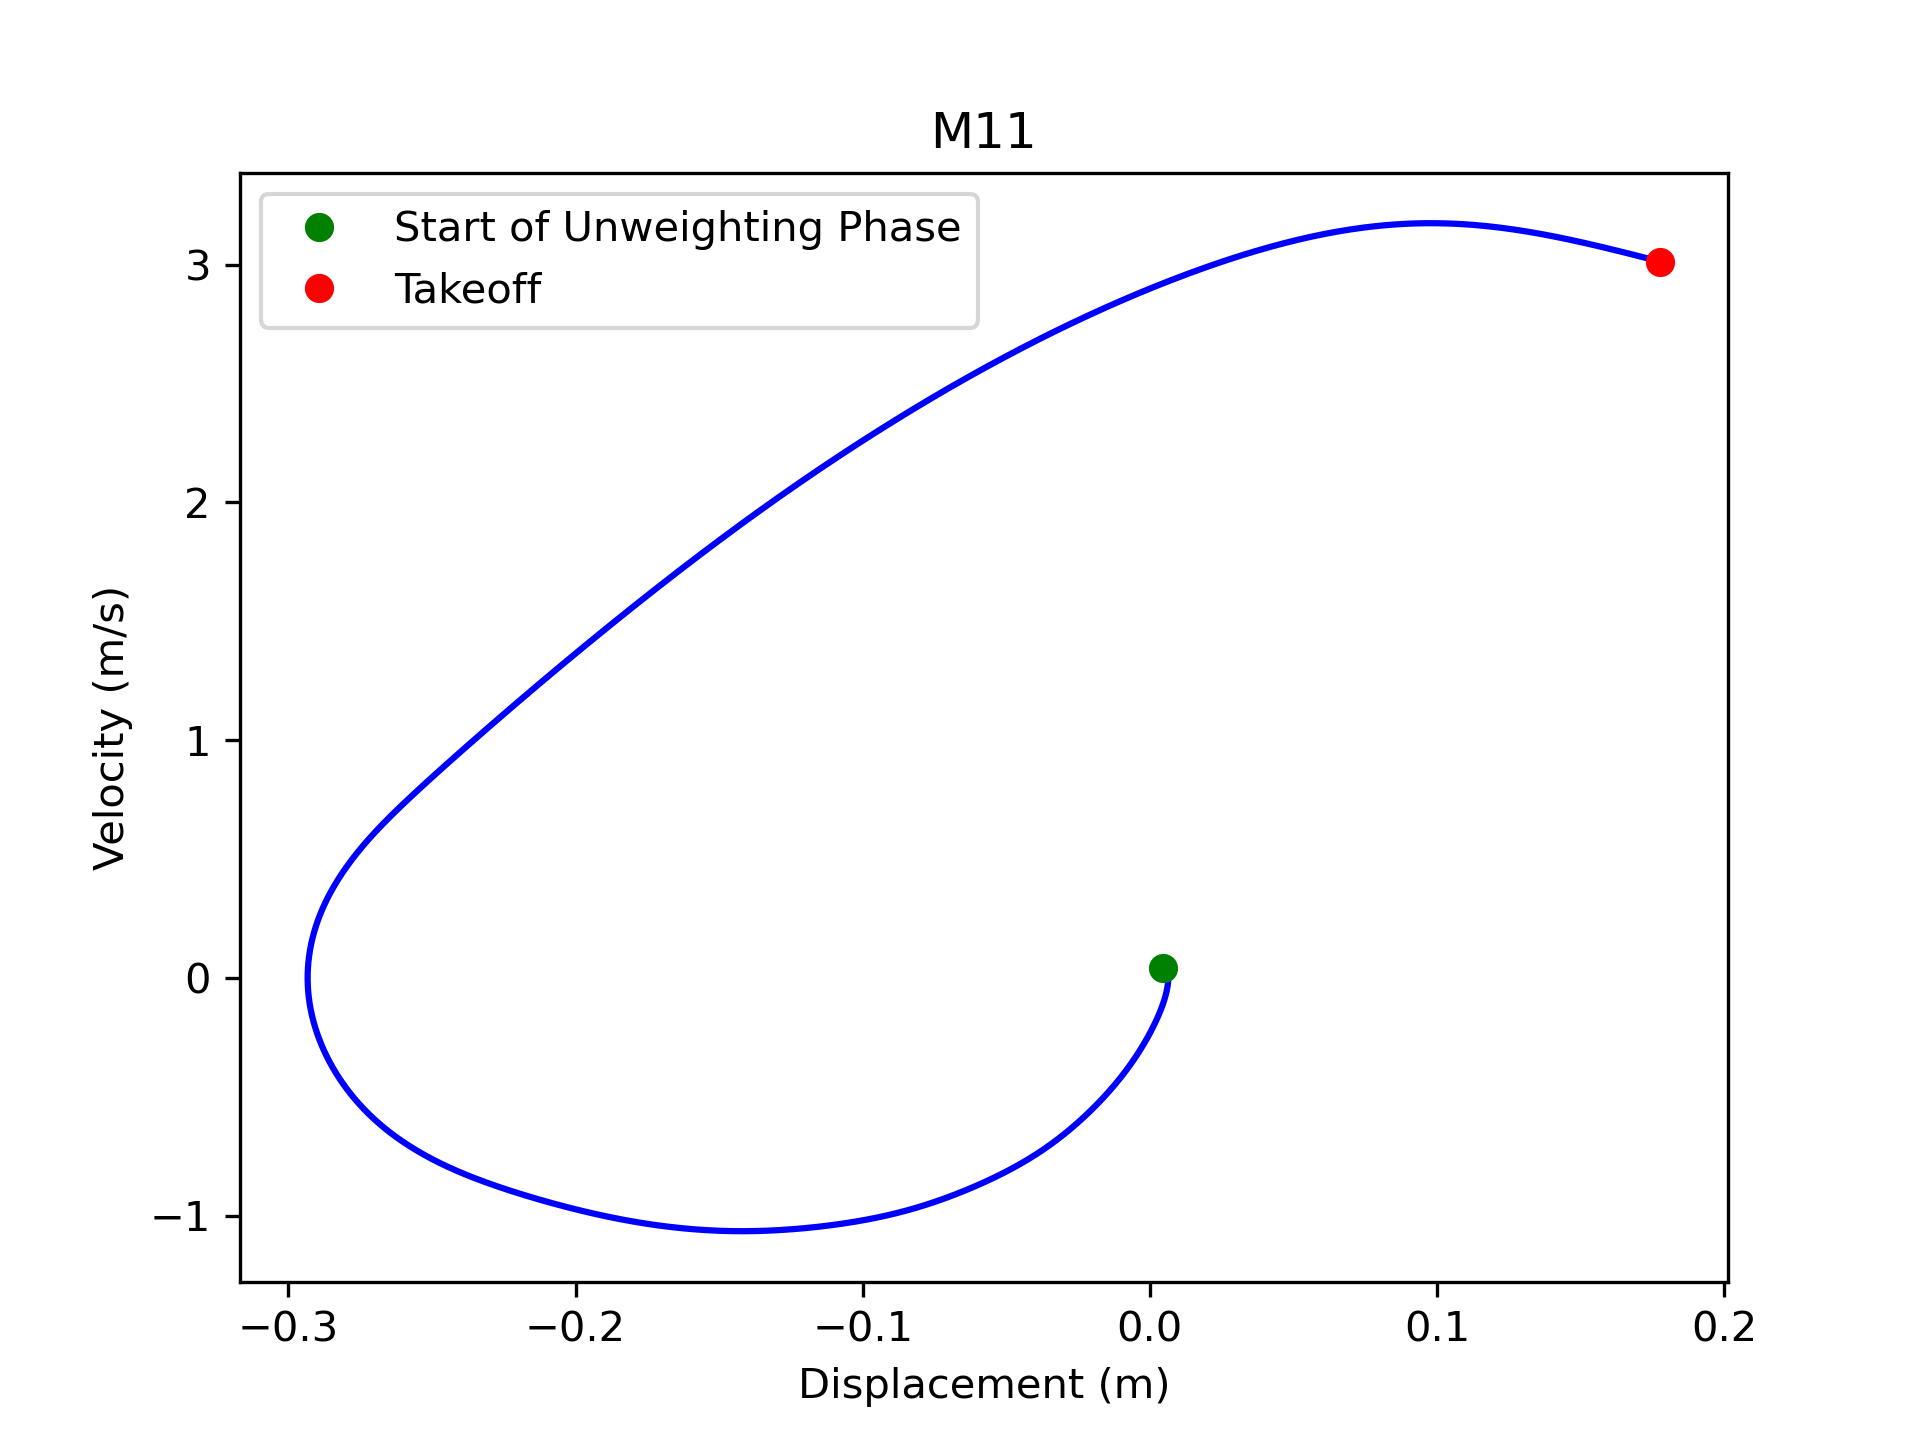 M11
Start of Unweighting Phase
Takeoff
3
2
1
0
−1
Velocity (m/s)
−0.3 −0.2 −0.1 0.0 0.1 0.2
Displacement (m)